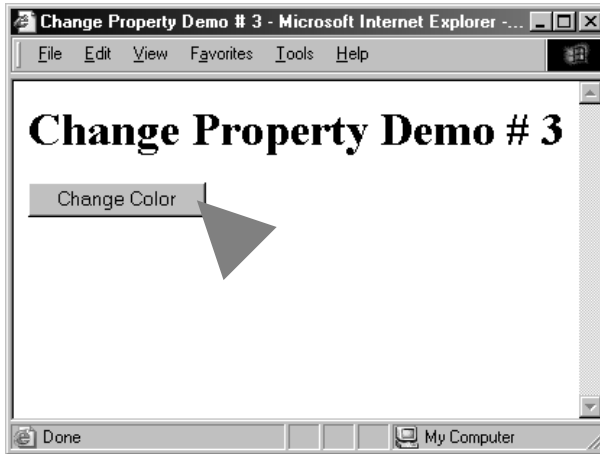 Change Property Demo # 3 - Microsoft Internet Explorer -...
File Edit View Favorites Tools Help
Change Property Demo # 3
Change Color
Done My Computer